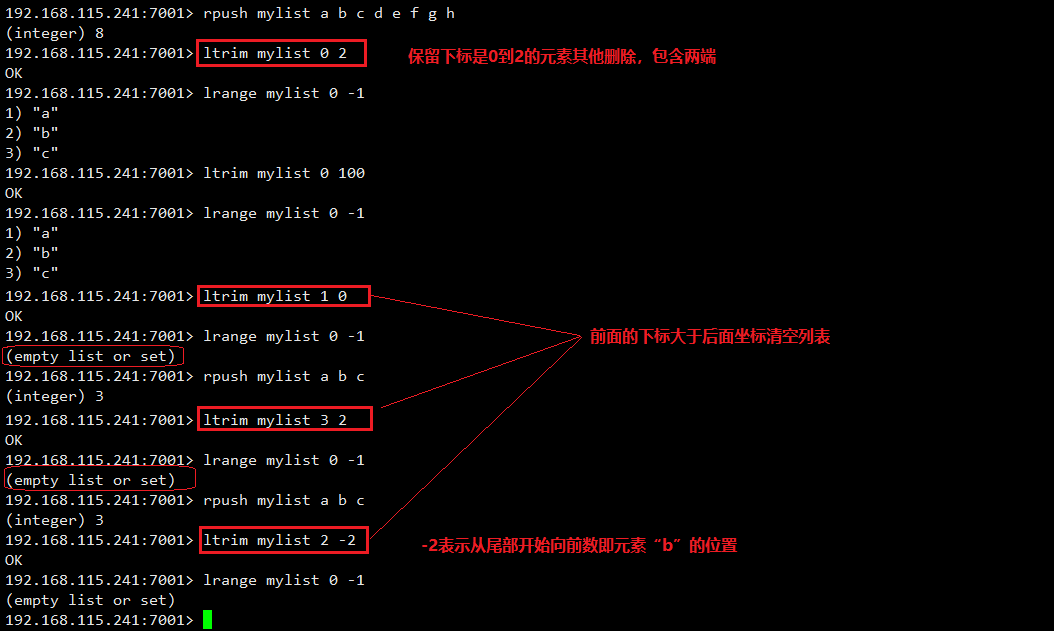 192.168.115.241:7001> rpush mylist a b c d e f g h
(integer) 8
192.168.115.241:7001> ltrim mylist 0 2
保留下标是0到2的元素其他删除，包含两端
OK
192.168.115.241:7001> lrange mylist 0 -1
1) "a"
2) "b"
3) "c"
192.168.115.241:7001> ltrim mylist 0 100
OK
192.168.115.241:7001> lrange mylist 0 -1
1) "a"
2) "b"
3) "c"
192.168.115.241:7001> ltrim mylist 1 0
OK
192.168.115.241:7001> lrange mylist 0 -1
前面的下标大于后面坐标清空列表
(empty list or set)
192.168.115.241:7001> rpush mylist a b c
(integer) 3
192.168.115.241:7001> ltrim mylist 3 2
OK
192.168.115.241:7001> lrange mylist 0 -1
(empty list or set)
192.168.115.241:7001> rpush mylist a b c
(integer) 3
192.168.115.241:7001> ltrim mylist 2 -2
-2表示从尾部开始向前数即元素“b”的位置
OK
192.168.115.241:7001> lrange mylist 0 -1
(empty list or set)
192.168.115.241:7001>